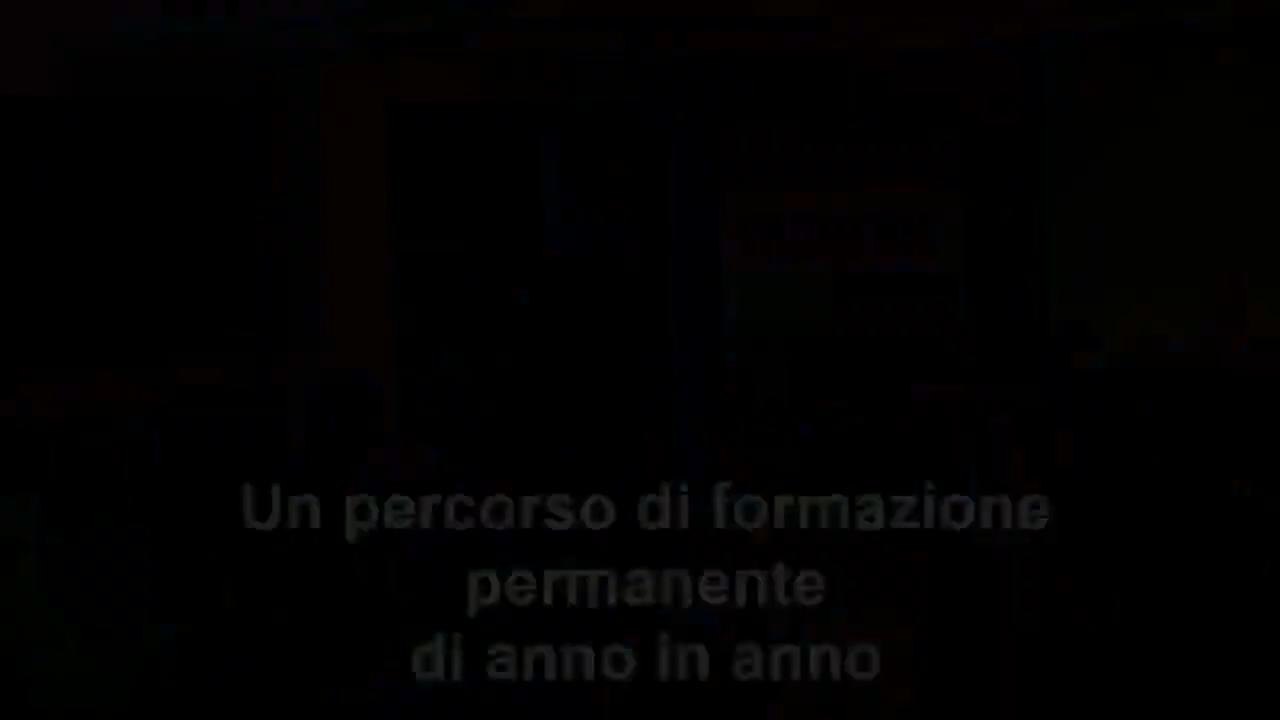 Un percorso di formazione
permanente
di anno in anno